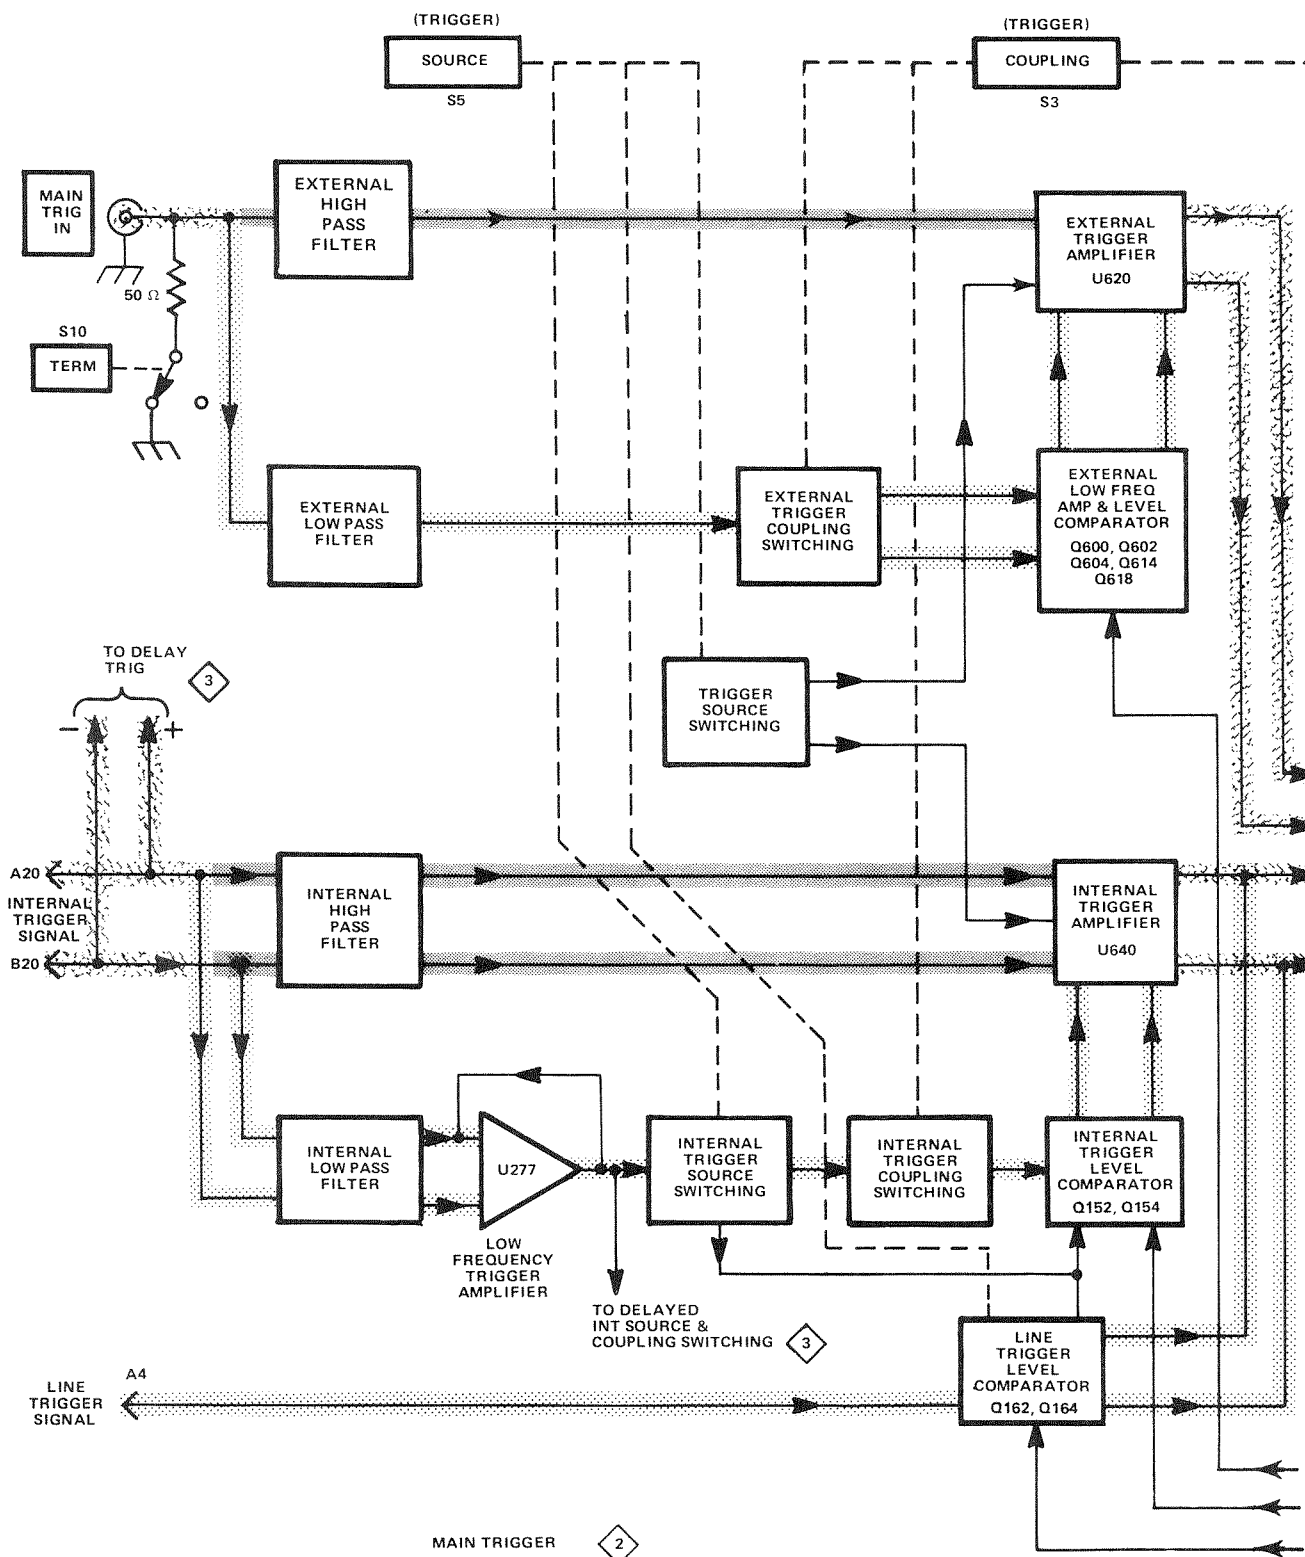 (TRIGGER)
SOURCE
S5
(TRIGGER)
COUPLING
S3
MAIN
TRIG
IN
EXTERNAL
HIGH
PASS
FILTER
EXTERNAL
TRIGGER
AMPLIFIER
U620
50 Ω
S10
TERM
EXTERNAL
LOW PASS
FILTER
EXTERNAL
TRIGGER
COUPLING
SWITCHING
EXTERNAL
LOW FREQ
AMP & LEVEL
COMPARATOR
Q600, Q602
Q604, Q614
Q618
TO DELAY
TRIG
3
− +
TRIGGER
SOURCE
SWITCHING
A20
INTERNAL
TRIGGER
SIGNAL
B20
INTERNAL
HIGH
PASS
FILTER
INTERNAL
TRIGGER
AMPLIFIER
U640
INTERNAL
LOW PASS
FILTER
U277
LOW
FREQUENCY
TRIGGER
AMPLIFIER
INTERNAL
TRIGGER
SOURCE
SWITCHING
INTERNAL
TRIGGER
COUPLING
SWITCHING
INTERNAL
TRIGGER
LEVEL
COMPARATOR
Q152, Q154
TO DELAYED
INT SOURCE &
COUPLING SWITCHING
3
LINE
TRIGGER
LEVEL
COMPARATOR
Q162, Q164
A4
LINE
TRIGGER
SIGNAL
MAIN TRIGGER
2